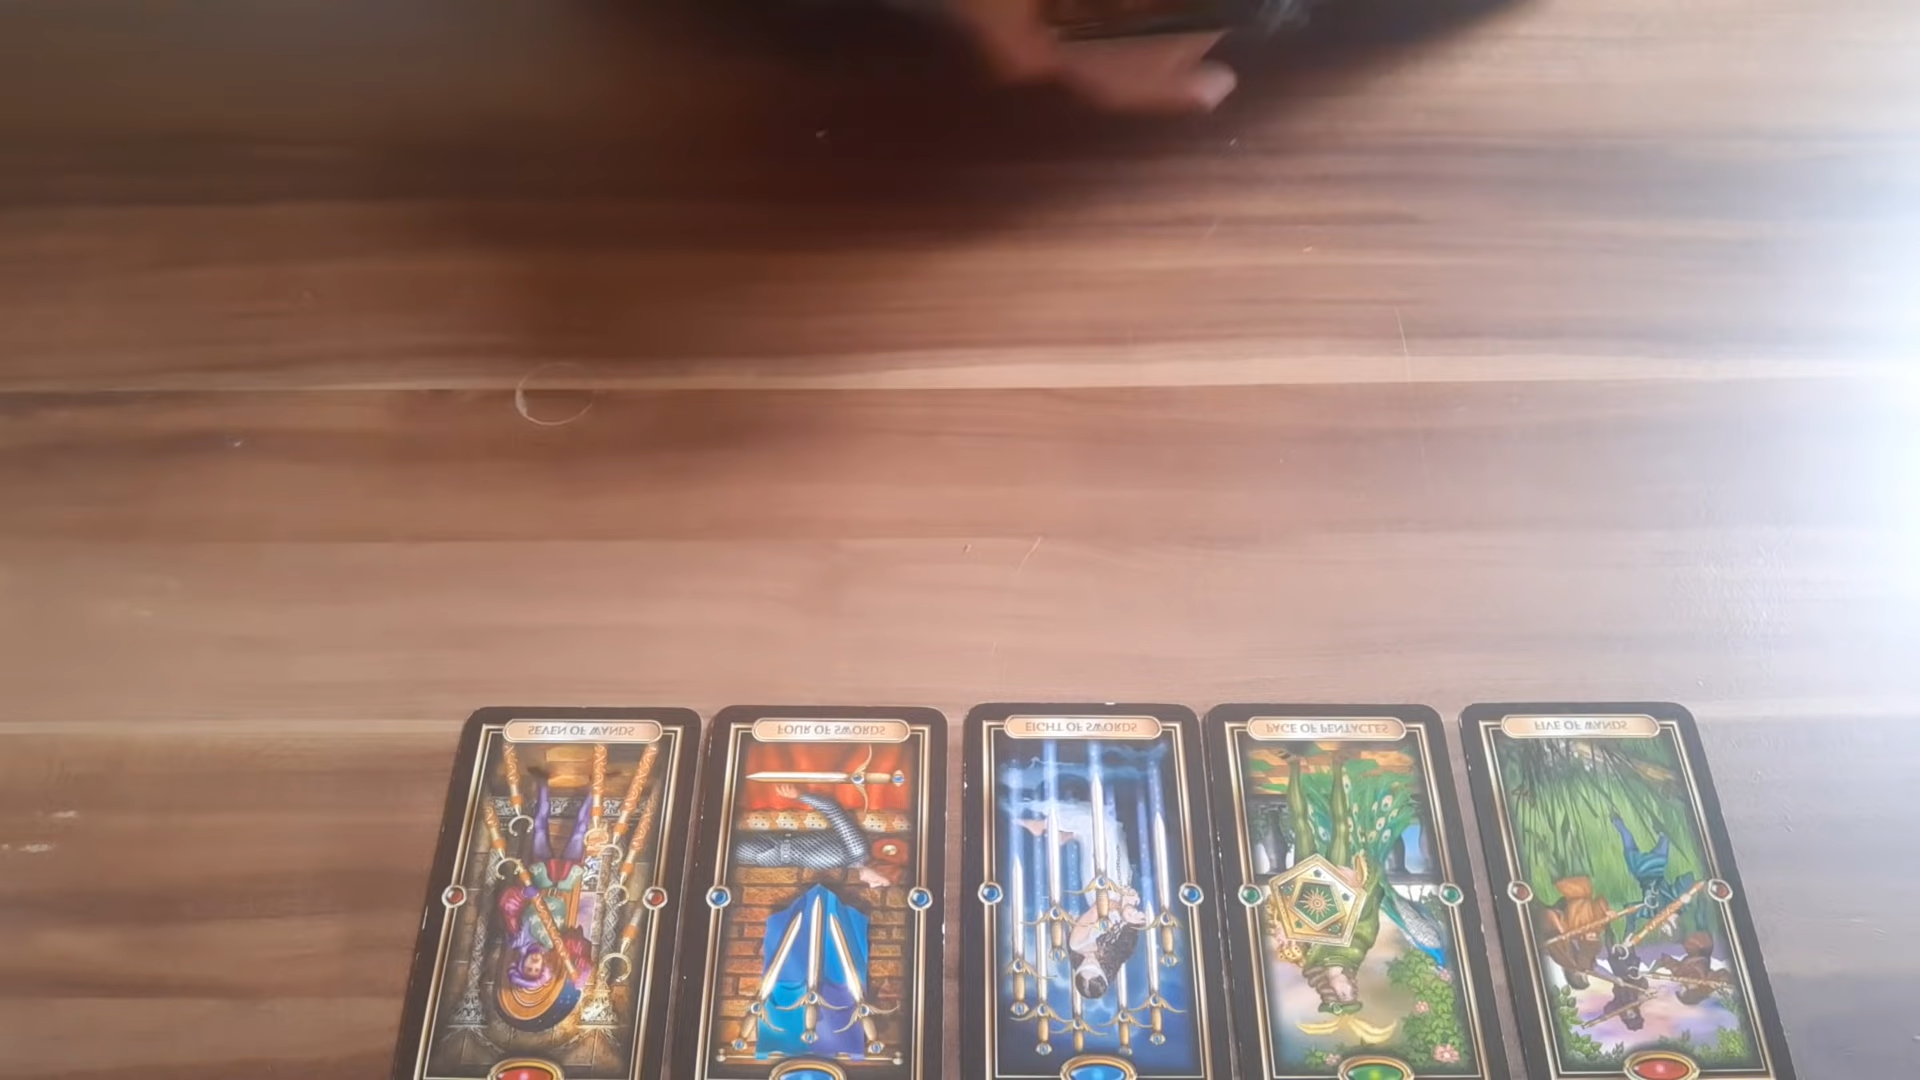 SEVEN OF WANDS
FOUR OF SWORDS
EIGHT OF SWORDS
PAGE OF PENTACLES
FIVE OF WANDS